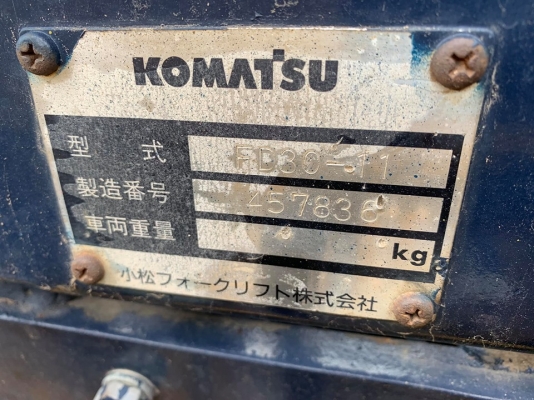 KOMATSU
型 式 FD30-11
製造番号 457838
車両重量 kg
小松フォークリフト株式会社